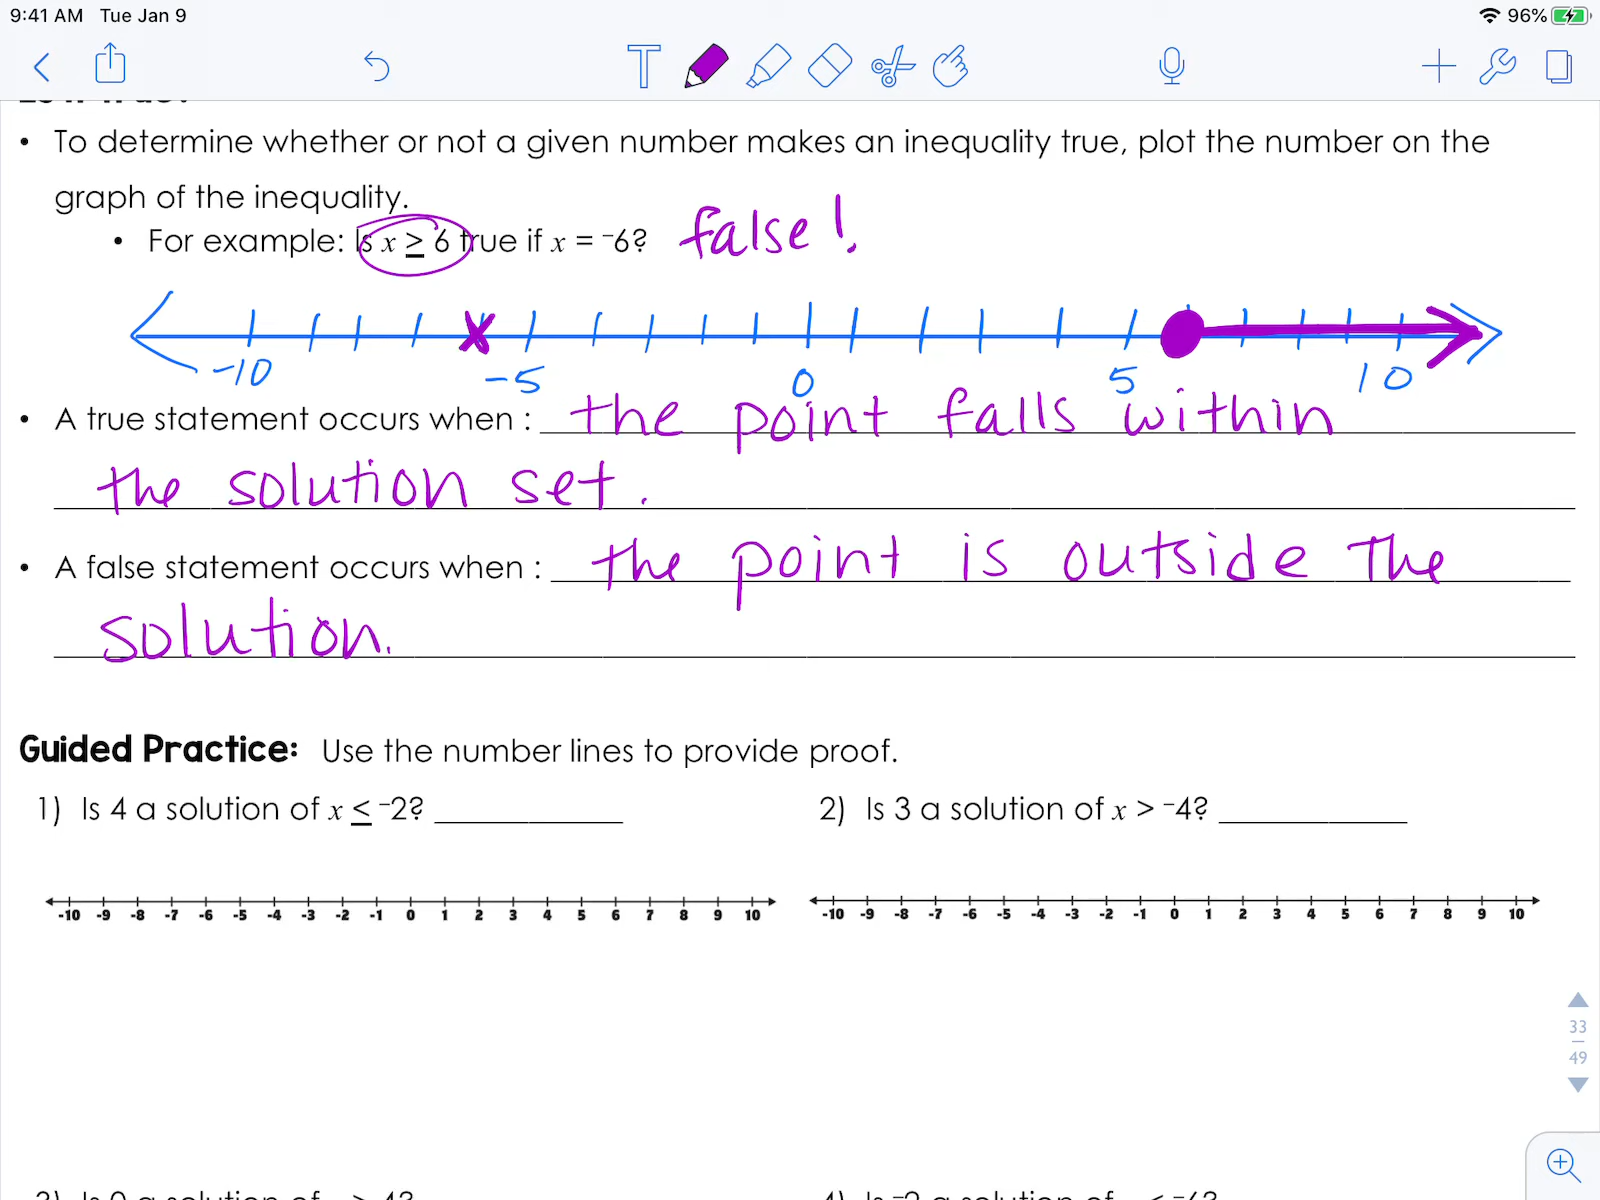 9:41 AM Tue Jan 9
96%
• To determine whether or not a given number makes an inequality true, plot the number on the
graph of the inequality.
• For example: Is x ≥ 6 true if x = ⁻6? false!
-10 -5 0 5 10
• A true statement occurs when : the point falls within
the solution set.
• A false statement occurs when : the point is outside the
solution.
Guided Practice: Use the number lines to provide proof.
1) Is 4 a solution of x ≤ ⁻2? ____________
2) Is 3 a solution of x > ⁻4? ____________
-10 -9 -8 -7 -6 -5 -4 -3 -2 -1 0 1 2 3 4 5 6 7 8 9 10
-10 -9 -8 -7 -6 -5 -4 -3 -2 -1 0 1 2 3 4 5 6 7 8 9 10
33
49